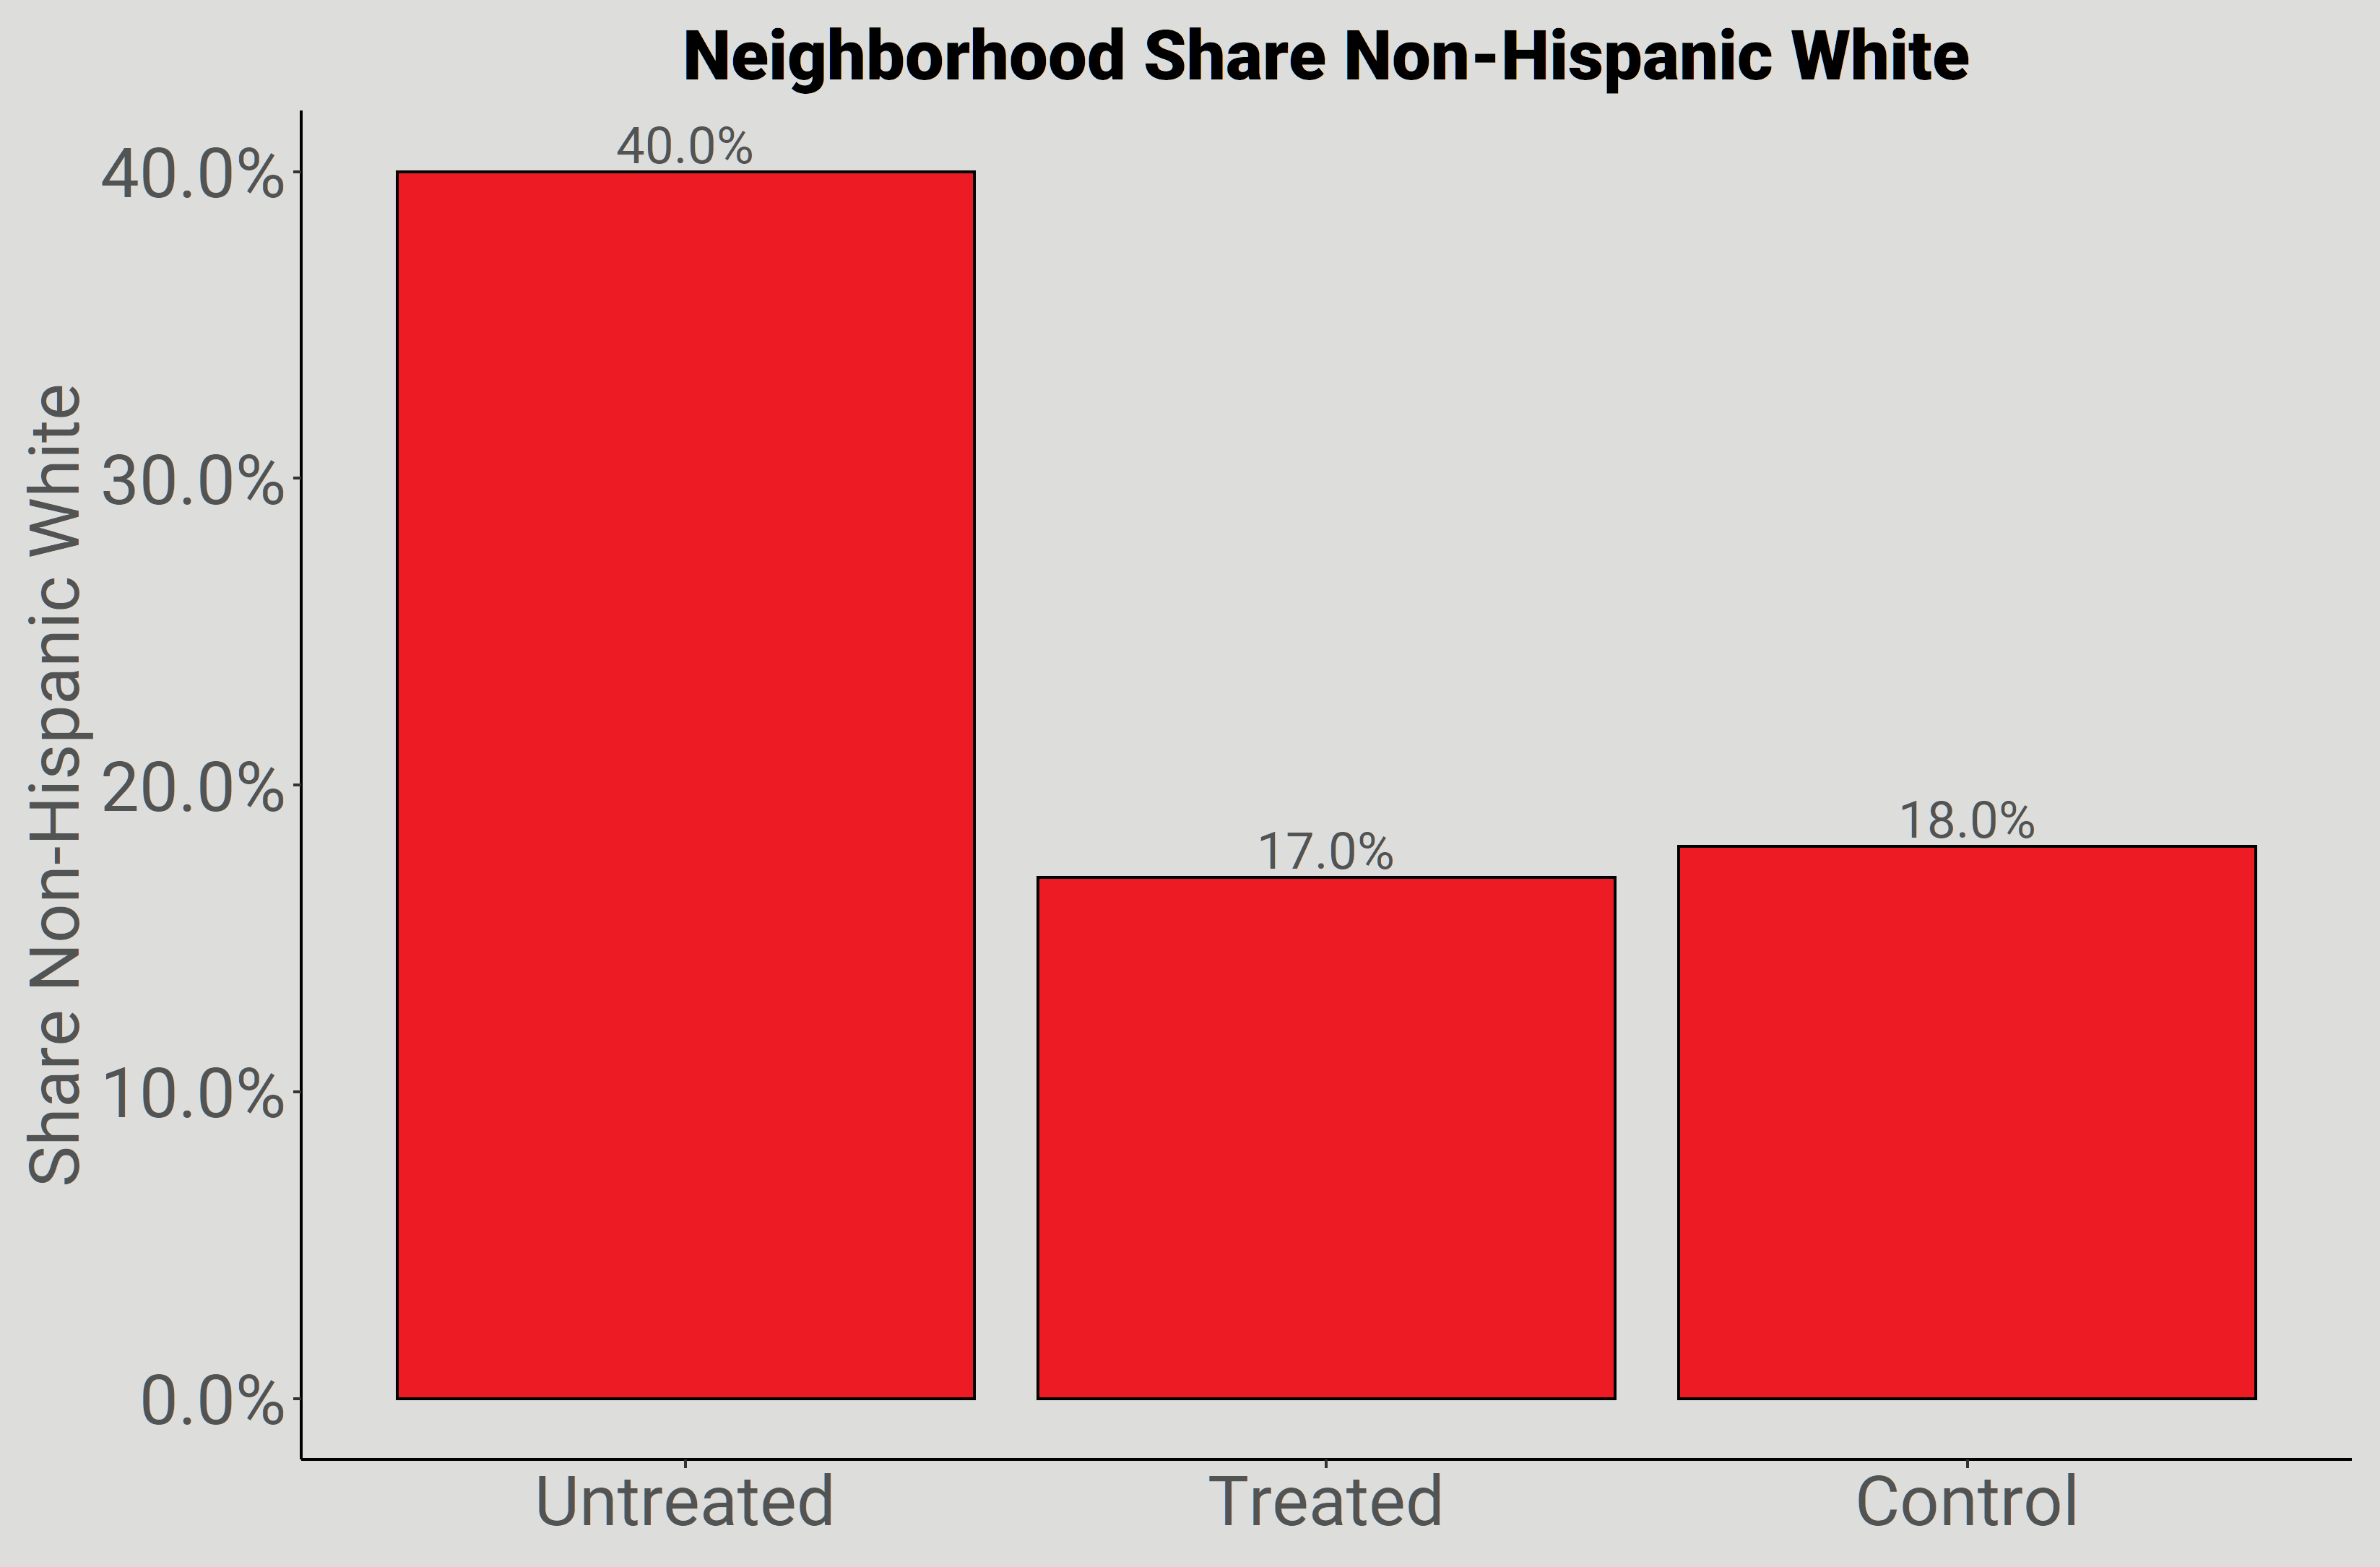 Neighborhood Share Non-Hispanic White
Share Non-Hispanic White
40.0%
30.0%
20.0%
10.0%
0.0%
40.0%
17.0%
18.0%
Untreated
Treated
Control